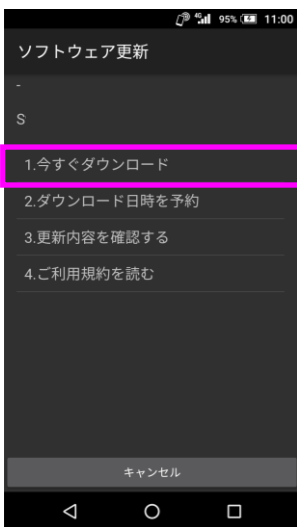 4G 95% 11:00
ソフトウェア更新
-
S
1.今すぐダウンロード
2.ダウンロード日時を予約
3.更新内容を確認する
4.ご利用規約を読む
キャンセル